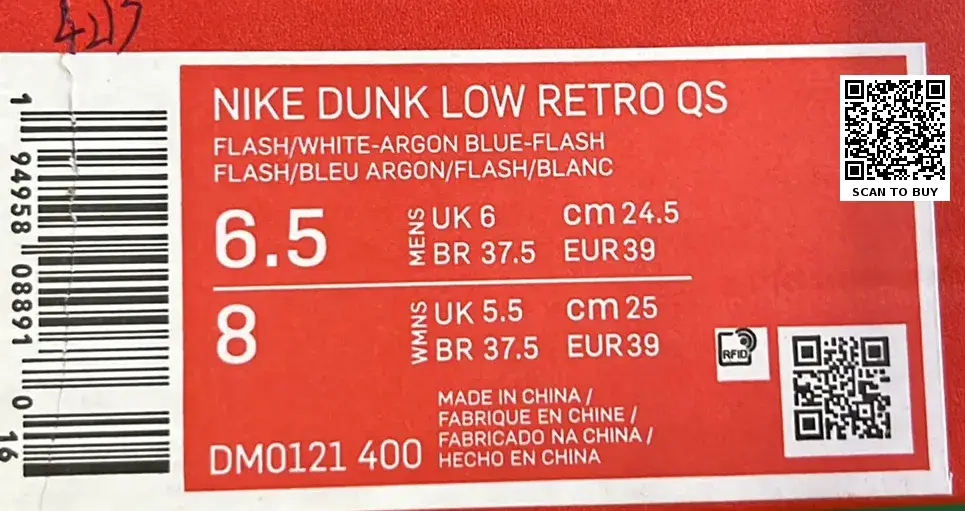 4217
NIKE DUNK LOW RETRO QS
FLASH/WHITE-ARGON BLUE-FLASH
FLASH/BLEU ARGON/FLASH/BLANC
6.5 MENS UK 6 cm 24.5
BR 37.5 EUR 39
8 WMNS UK 5.5 cm 25
BR 37.5 EUR 39
MADE IN CHINA /
FABRIQUE EN CHINE /
FABRICADO NA CHINA /
HECHO EN CHINA
DM0121 400
RFID
SCAN TO BUY
1 94958 08891 0 16